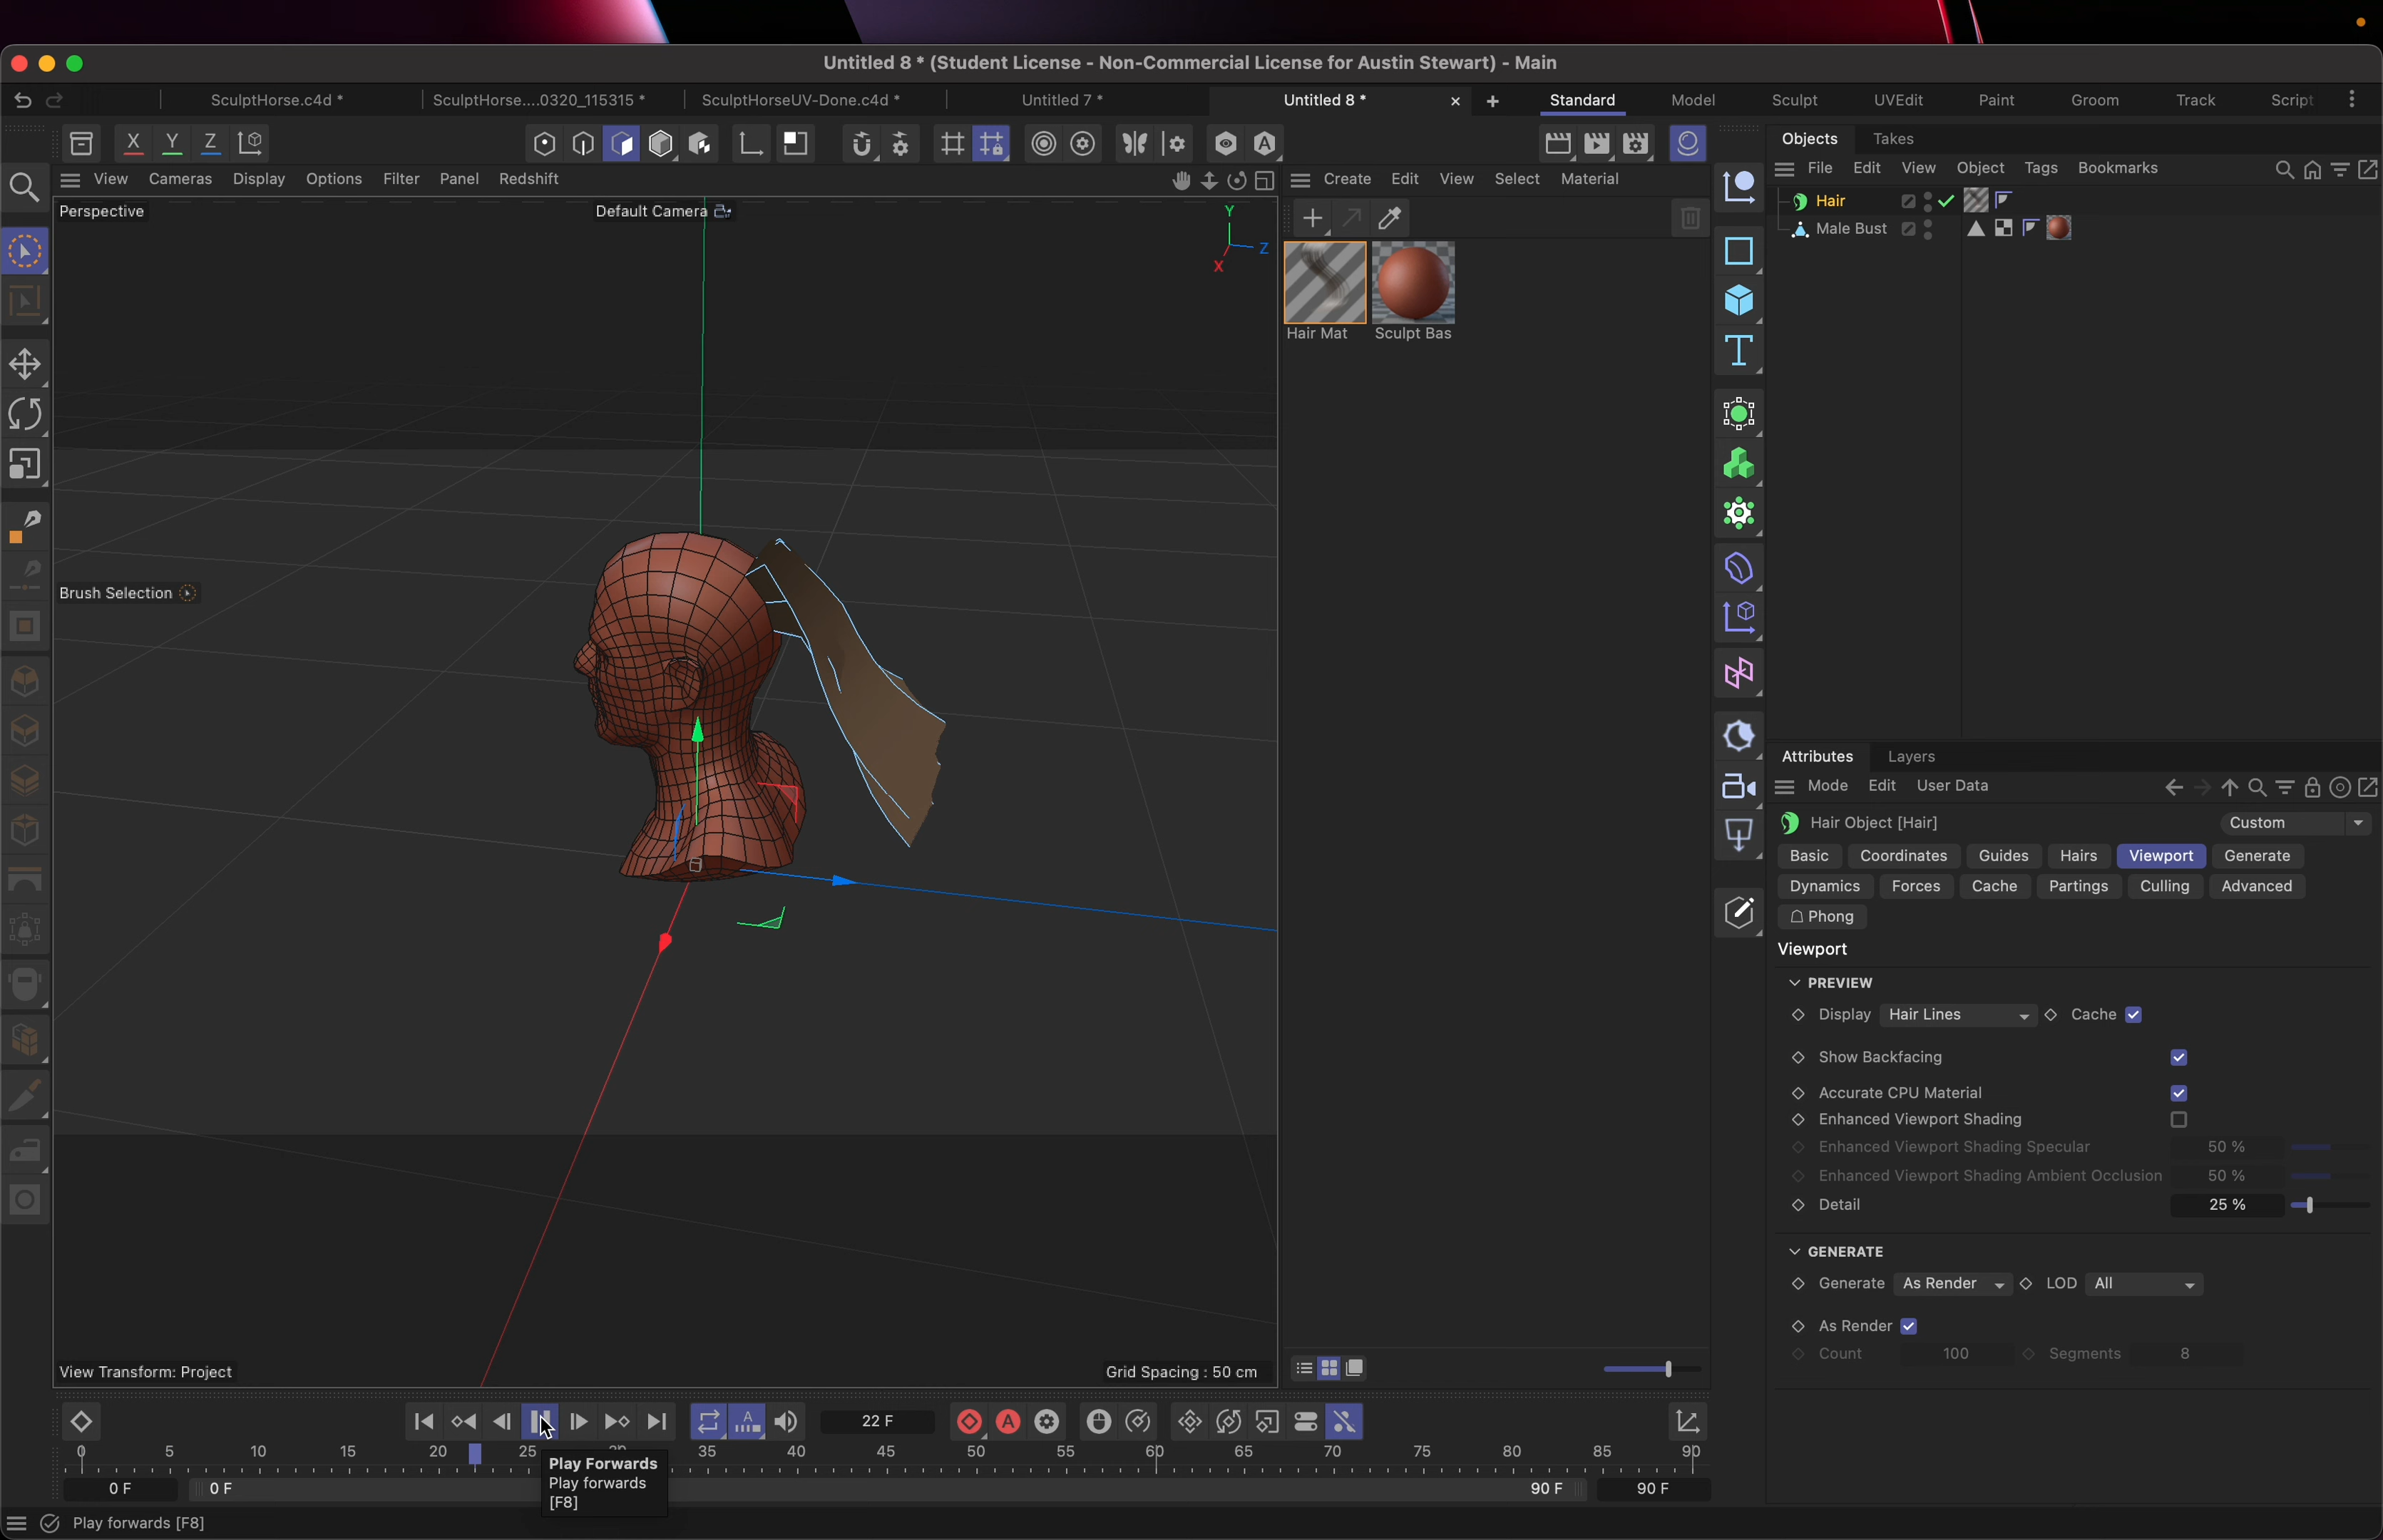 Untitled 8 * (Student License - Non-Commercial License for Austin Stewart) - Main
SculptHorse.c4d * SculptHorse....0320_115315 * SculptHorseUV-Done.c4d * Untitled 7 * Untitled 8 * Standard Model Sculpt UVEdit Paint Groom Track Script
X Y Z
View Cameras Display Options Filter Panel Redshift
Perspective
Default Camera
Y
Z
X
Brush Selection
View Transform: Project
Grid Spacing : 50 cm
Create Edit View Select Material
Hair Mat Sculpt Bas
Objects Takes
File Edit View Object Tags Bookmarks
Hair
Male Bust
Attributes Layers
Mode Edit User Data
Hair Object [Hair] Custom
Basic Coordinates Guides Hairs Viewport Generate
Dynamics Forces Cache Partings Culling Advanced
Phong
Viewport
PREVIEW
Display Hair Lines Cache
Show Backfacing
Accurate CPU Material
Enhanced Viewport Shading
Enhanced Viewport Shading Specular 50 %
Enhanced Viewport Shading Ambient Occlusion 50 %
Detail 25 %
GENERATE
Generate As Render LOD All
As Render
Count 100 Segments 8
22 F
0 5 10 15 20 25 35 40 45 50 55 60 65 70 75 80 85 90
Play Forwards
Play forwards
[F8]
0 F 0 F 90 F 90 F
Play forwards [F8]